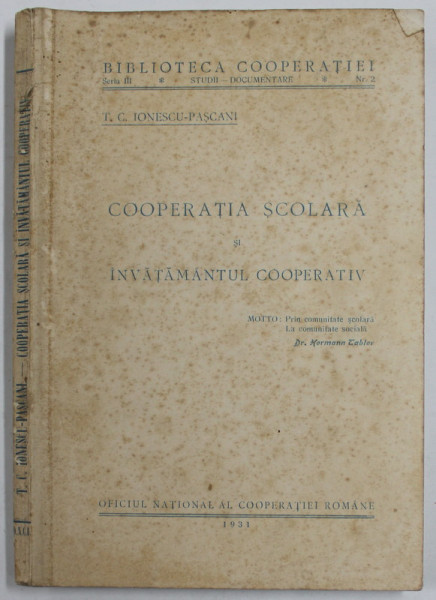 BIBLIOTECA COOPERAȚIEI
Seria III * STUDII — DOCUMENTARE * Nr. 2
T. C. IONESCU-PAȘCANI
COOPERAȚIA ȘCOLARĂ
ȘI
ÎNVĂȚĂMÂNTUL COOPERATIV
MOTTO: Prin comunitate școlară
La comunitate socială
Dr. Hermann
OFICIUL NAȚIONAL AL COOPERAȚIEI ROMÂNE
1931
T. C. IONESCU-PAȘCANI. — COOPERAȚIA ȘCOLARĂ ȘI ÎNVĂȚĂMÂNTUL COOPERATIV